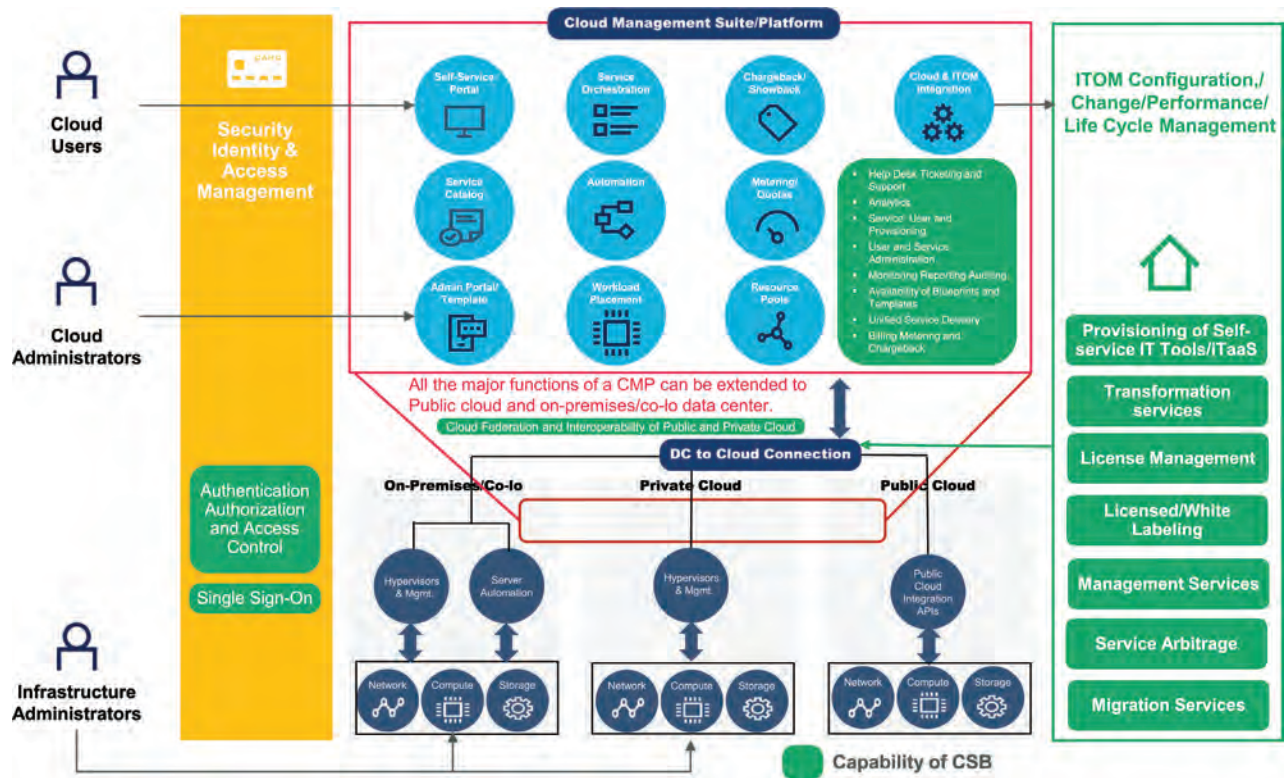 Cloud Management Suite/Platform
Cloud
Users
Cloud
Administrators
Infrastructure
Administrators
CARD
Security
Identity &
Access
Management
Authentication
Authorization
and Access
Control
Single Sign-On
Self-Service
Portal
Service
Orchestration
Chargeback/
Showback
Cloud & ITOM
Integration
Service
Catalog
Automation
Metering/
Quotas
Admin Portal/
Template
Workload
Placement
Resource
Pools
• Help Desk Ticketing and
Support
• Analytics
• Service, User and
Provisioning
• User and Service
Administration
• Monitoring Reporting Auditing
• Availability of Blueprints and
Templates
• Unified Service Delivery
• Billing Metering and
Chargeback
All the major functions of a CMP can be extended to
Public cloud and on-premises/co-lo data center.
Cloud Federation and Interoperability of Public and Private Cloud
DC to Cloud Connection
On-Premises/Co-lo
Private Cloud
Public Cloud
Hypervisors
& Mgmt.
Server
Automation
Hypervisors
& Mgmt.
Public
Cloud
Integration
APIs
Network
Compute
Storage
Network
Compute
Storage
Network
Compute
Storage
ITOM Configuration,/
Change/Performance/
Life Cycle Management
Provisioning of Self-
service IT Tools/iTaaS
Transformation
services
License Management
Licensed/White
Labeling
Management Services
Service Arbitrage
Migration Services
Capability of CSB